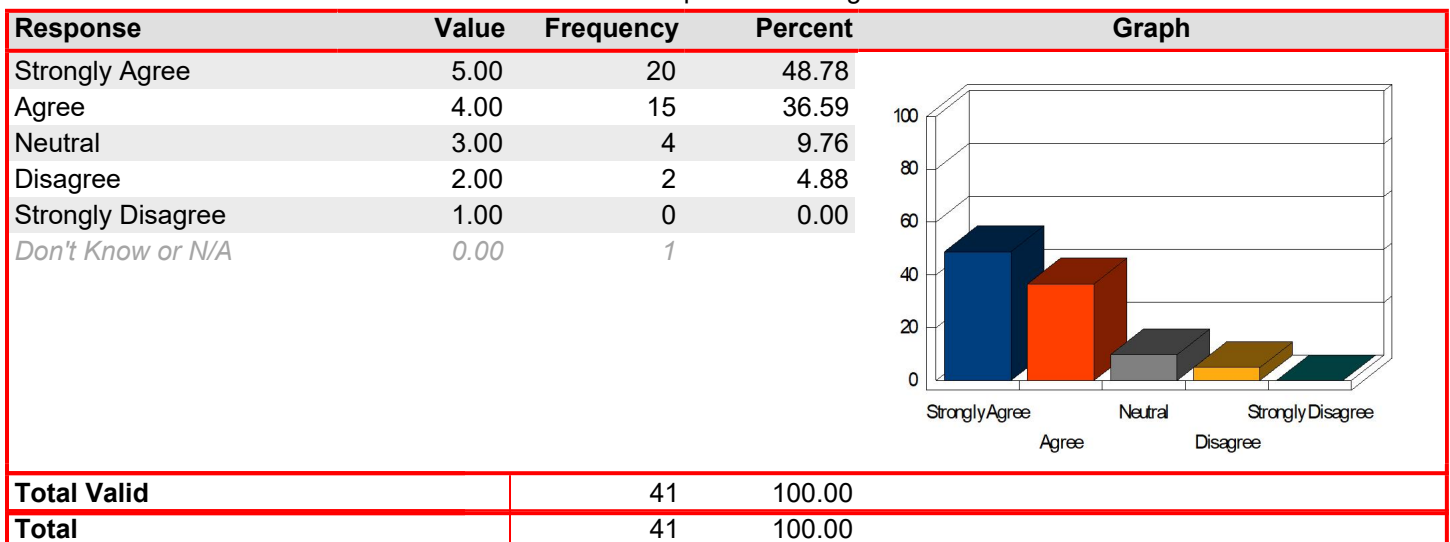 Response Value Frequency Percent Graph
Strongly Agree 5.00 20 48.78
Agree 4.00 15 36.59
Neutral 3.00 4 9.76
Disagree 2.00 2 4.88
Strongly Disagree 1.00 0 0.00
Don't Know or N/A 0.00 1
100
80
60
40
20
0
Strongly Agree Neutral Strongly Disagree
Agree Disagree
Total Valid 41 100.00
Total 41 100.00